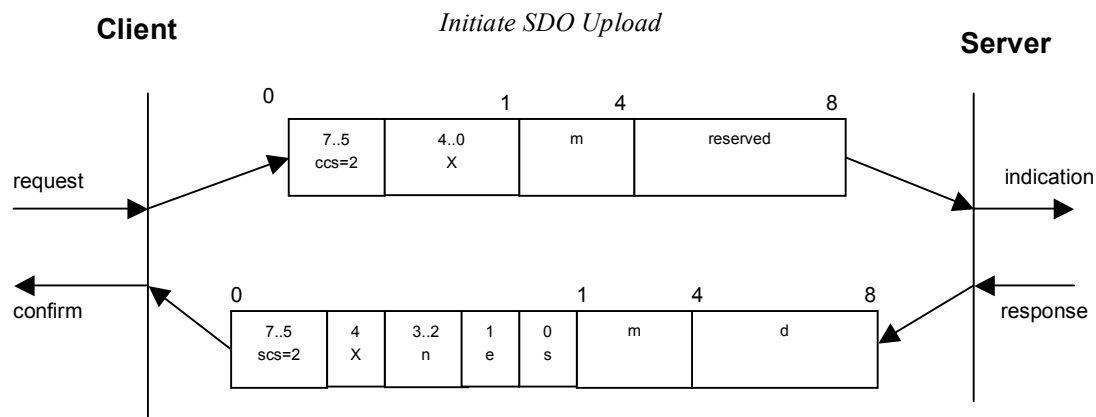 Initiate SDO Upload
Client
Server
0 1 4 8
7..5 4..0 m reserved
ccs=2 X
request
indication
confirm
response
0 1 4 8
7..5 4 3..2 1 0 m d
scs=2 X n e s